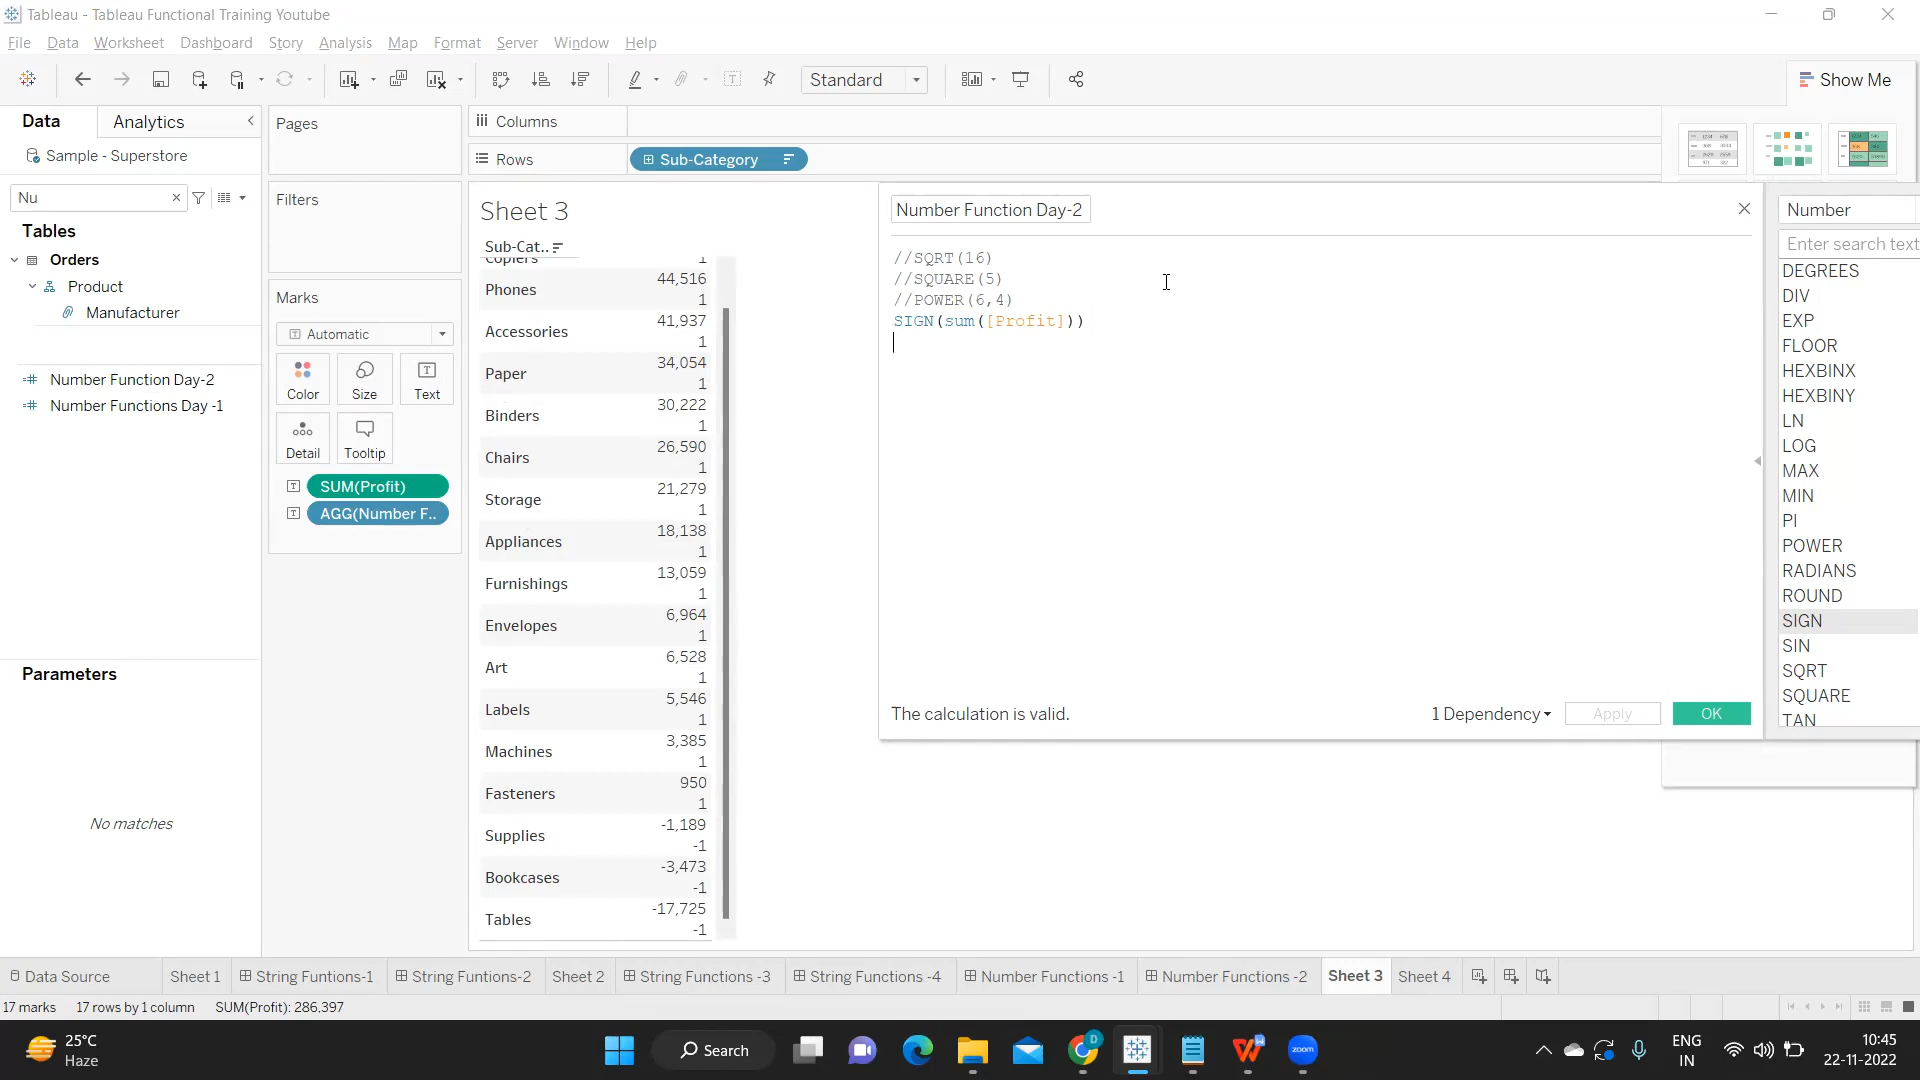 Tableau - Tableau Functional Training Youtube
File Data Worksheet Dashboard Story Analysis Map Format Server Window Help
Standard
Show Me
Data
Analytics
Sample - Superstore
Nu
Tables
Orders
Product
Manufacturer
Number Function Day-2
Number Functions Day -1
Parameters
No matches
Pages
Filters
Marks
Automatic
Color
Size
Text
Detail
Tooltip
SUM(Profit)
AGG(Number F..
Columns
Rows
Sub-Category
Sheet 3
Sub-Cat..
Copiers
1
Phones
44,516
1
Accessories
41,937
1
Paper
34,054
1
Binders
30,222
1
Chairs
26,590
1
Storage
21,279
1
Appliances
18,138
1
Furnishings
13,059
1
Envelopes
6,964
1
Art
6,528
1
Labels
5,546
1
Machines
3,385
1
Fasteners
950
1
Supplies
-1,189
-1
Bookcases
-3,473
-1
Tables
-17,725
-1
Number Function Day-2
//SQRT(16)
//SQUARE(5)
//POWER(6,4)
SIGN(sum([Profit]))
The calculation is valid.
1 Dependency
Apply
OK
Number
Enter search text
DEGREES
DIV
EXP
FLOOR
HEXBINX
HEXBINY
LN
LOG
MAX
MIN
PI
POWER
RADIANS
ROUND
SIGN
SIN
SQRT
SQUARE
TAN
Data Source
Sheet 1
String Funtions-1
String Funtions-2
Sheet 2
String Functions -3
String Functions -4
Number Functions -1
Number Functions -2
Sheet 3
Sheet 4
17 marks
17 rows by 1 column
SUM(Profit): 286,397
25°C
Haze
Search
zoom
ENG
IN
10:45
22-11-2022